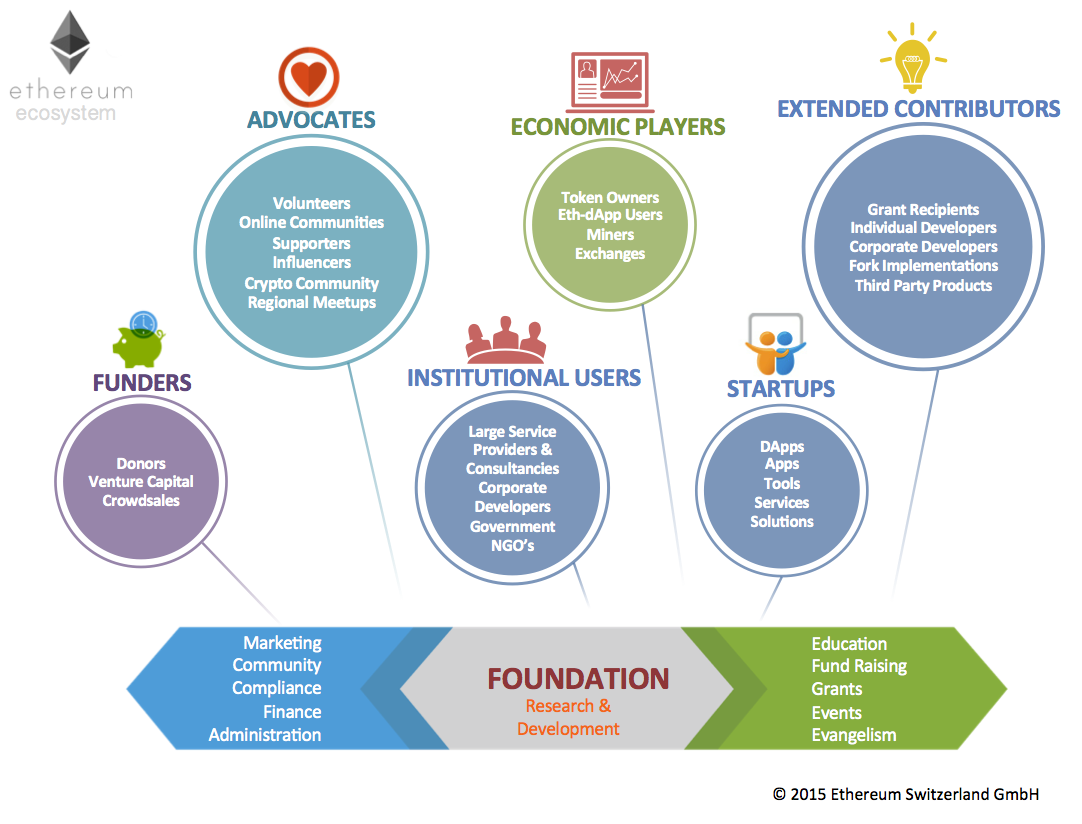 ethereum
ecosystem
ADVOCATES
Volunteers
Online Communities
Supporters
Influencers
Crypto Community
Regional Meetups
ECONOMIC PLAYERS
Token Owners
Eth-dApp Users
Miners
Exchanges
EXTENDED CONTRIBUTORS
Grant Recipients
Individual Developers
Corporate Developers
Fork Implementations
Third Party Products
FUNDERS
Donors
Venture Capital
Crowdsales
INSTITUTIONAL USERS
Large Service
Providers &
Consultancies
Corporate
Developers
Government
NGO's
STARTUPS
DApps
Apps
Tools
Services
Solutions
Marketing
Community
Compliance
Finance
Administration
FOUNDATION
Research &
Development
Education
Fund Raising
Grants
Events
Evangelism
© 2015 Ethereum Switzerland GmbH